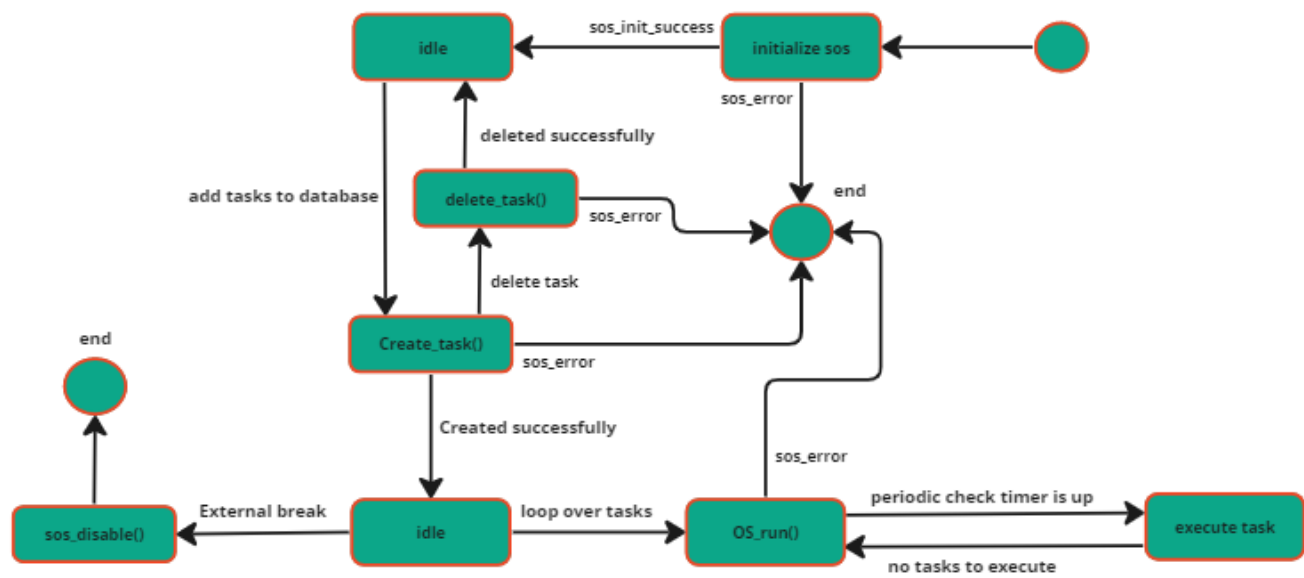 sos_init_success
idle
initialize sos
sos_error
deleted successfully
add tasks to database
delete_task()
end
sos_error
delete task
end
Create_task()
sos_error
Created successfully
sos_error
External break
loop over tasks
periodic check timer is up
sos_disable()
idle
OS_run()
execute task
no tasks to execute